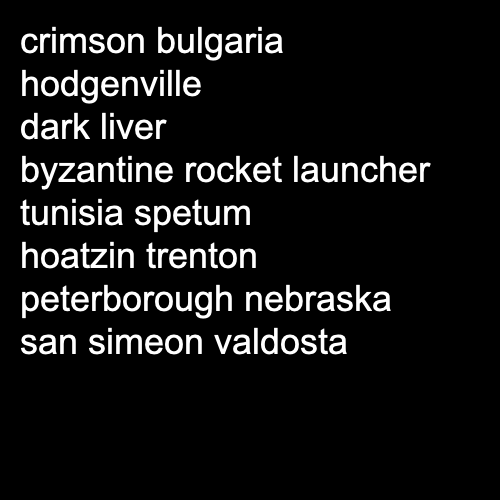 crimson bulgaria
hodgenville
dark liver
byzantine rocket launcher
tunisia spetum
hoatzin trenton
peterborough nebraska
san simeon valdosta